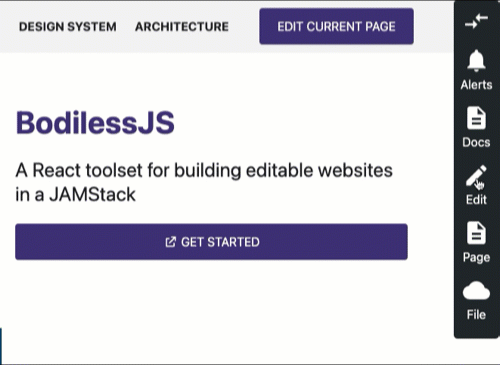 DESIGN SYSTEM ARCHITECTURE EDIT CURRENT PAGE
BodilessJS
A React toolset for building editable websites
in a JAMStack
GET STARTED
Alerts
Docs
Edit
Page
File